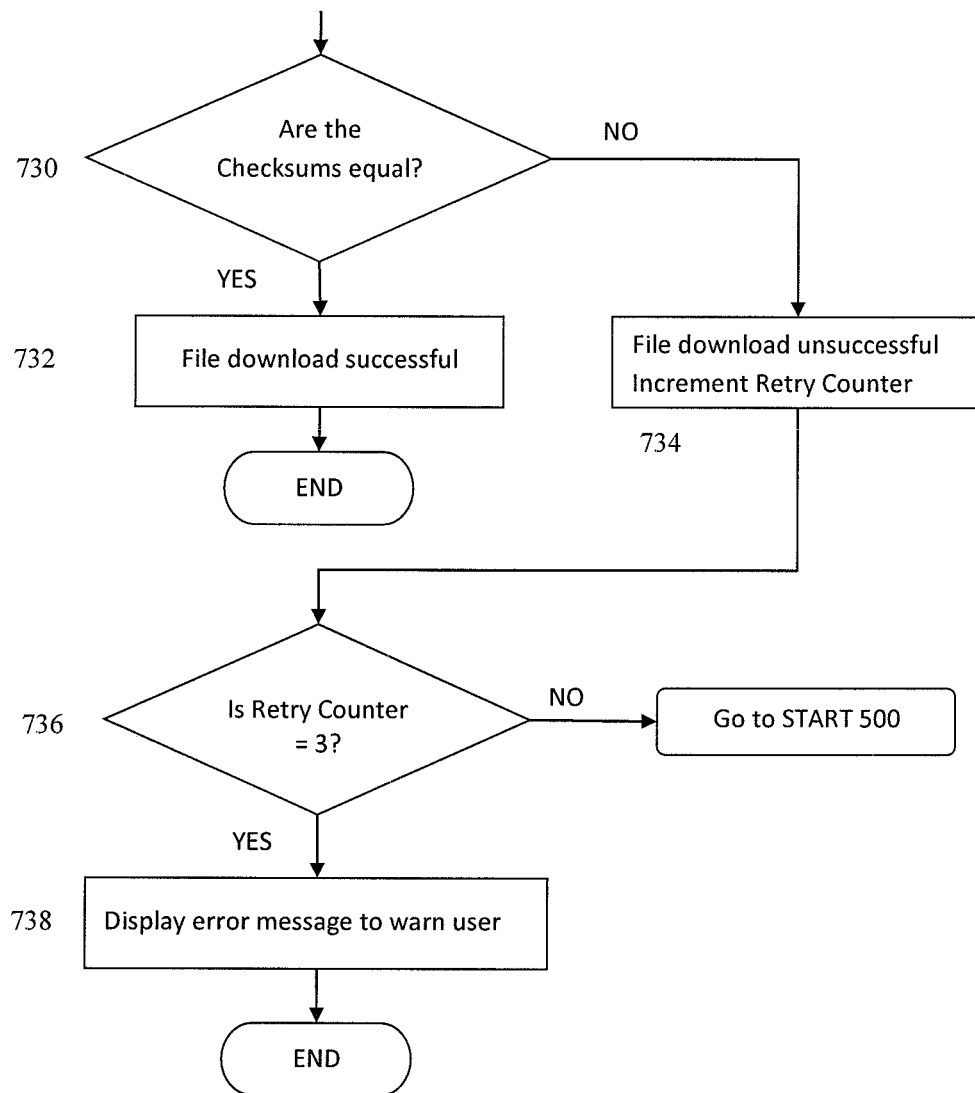 Are the
Checksums equal?
NO
730
YES
File download successful
732
File download unsuccessful
Increment Retry Counter
734
END
Is Retry Counter
= 3?
NO
Go to START 500
736
YES
Display error message to warn user
738
END